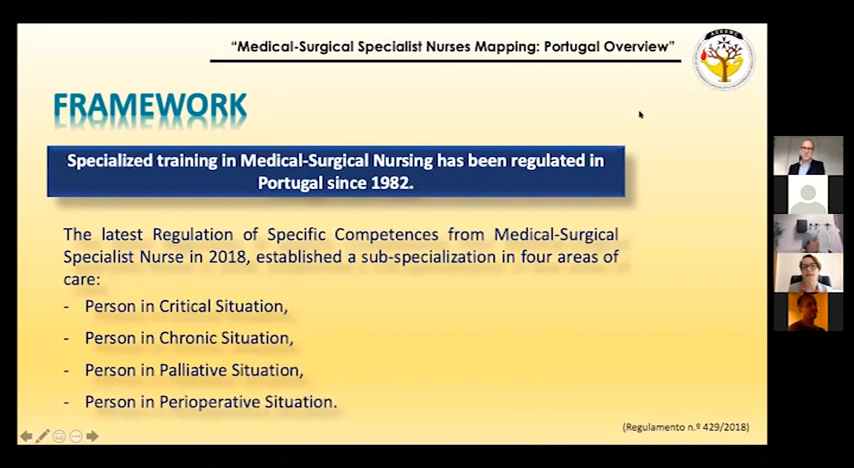 “Medical-Surgical Specialist Nurses Mapping: Portugal Overview”
FRAMEWORK
Specialized training in Medical-Surgical Nursing has been regulated in
Portugal since 1982.
The latest Regulation of Specific Competences from Medical-Surgical
Specialist Nurse in 2018, established a sub-specialization in four areas of
care:
- Person in Critical Situation,
- Person in Chronic Situation,
- Person in Palliative Situation,
- Person in Perioperative Situation.
(Regulamento n.º 429/2018)